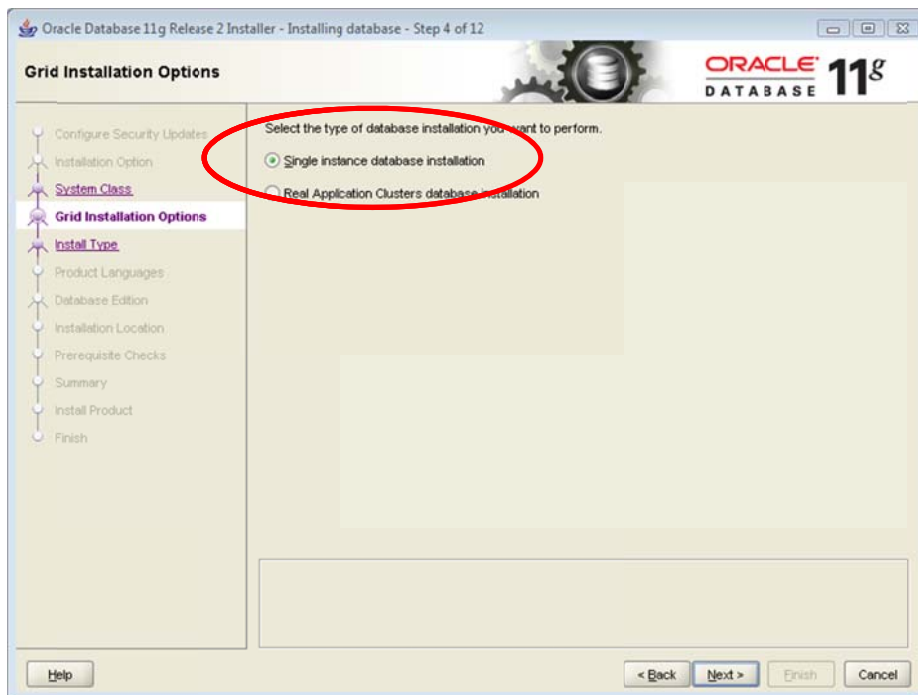 Oracle Database 11g Release 2 Installer - Installing database - Step 4 of 12
Grid Installation Options
ORACLE
DATABASE
11g
Configure Security Updates
Installation Option
System Class
Grid Installation Options
Install Type
Product Languages
Database Edition
Installation Location
Prerequisite Checks
Summary
Install Product
Finish
Select the type of database installation you want to perform.
Single instance database installation
Real Application Clusters database installation
Help
< Back
Next >
Finish
Cancel